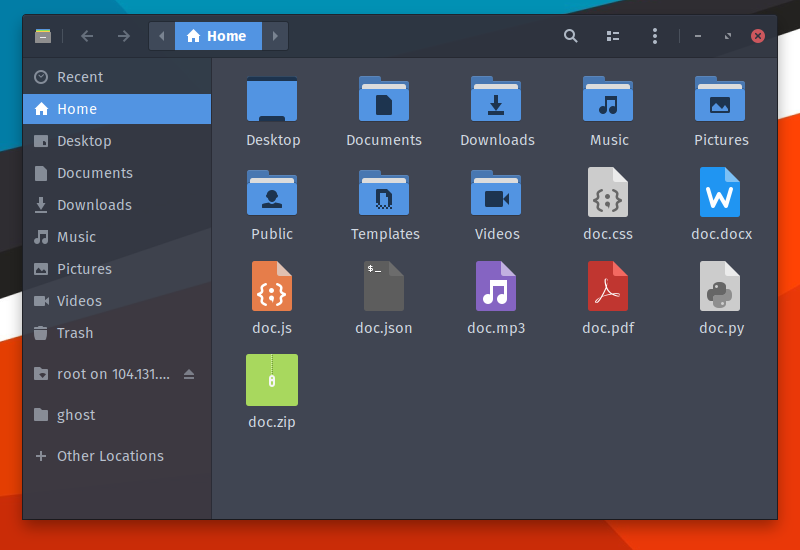 Home
Recent
Home
Desktop
Documents
Downloads
Music
Pictures
Videos
Trash
root on 104.131....
ghost
Other Locations
Desktop
Documents
Downloads
Music
Pictures
Public
Templates
Videos
doc.css
doc.docx
doc.js
doc.json
doc.mp3
doc.pdf
doc.py
doc.zip